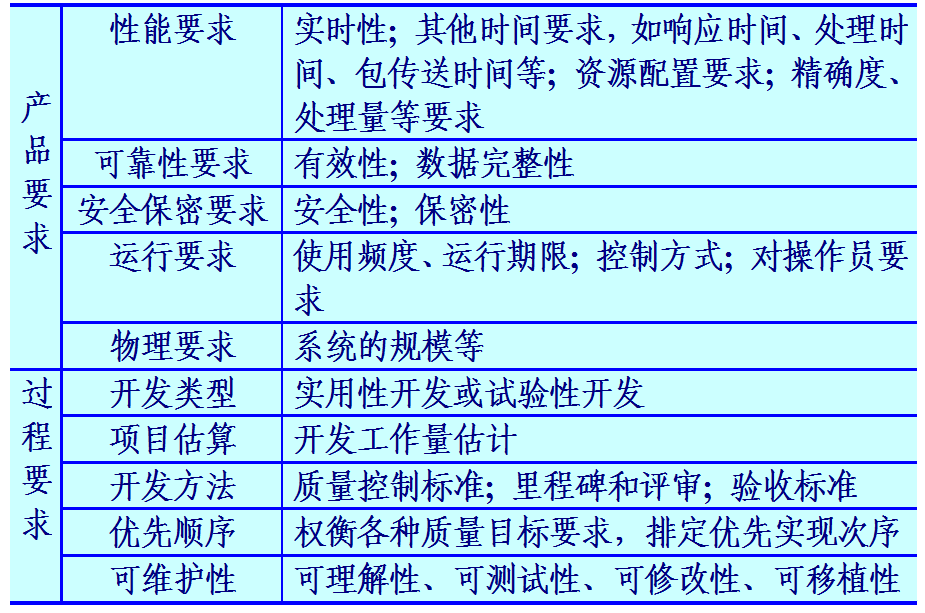 产品要求
性能要求
实时性；其他时间要求，如响应时间、处理时
间、包传送时间等；资源配置要求；精确度、
处理量等要求
可靠性要求
有效性；数据完整性
安全保密要求
安全性；保密性
运行要求
使用频度、运行期限；控制方式；对操作员要
求
物理要求
系统的规模等
过程要求
开发类型
实用性开发或试验性开发
项目估算
开发工作量估计
开发方法
质量控制标准；里程碑和评审；验收标准
优先顺序
权衡各种质量目标要求，排定优先实现次序
可维护性
可理解性、可测试性、可修改性、可移植性